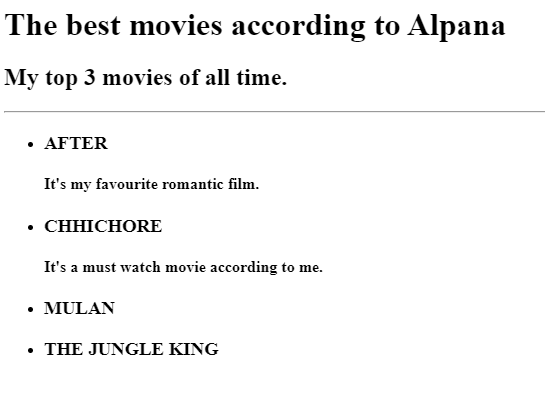 The best movies according to Alpana
My top 3 movies of all time.
AFTER
It's my favourite romantic film.
CHHICHORE
It's a must watch movie according to me.
MULAN
THE JUNGLE KING